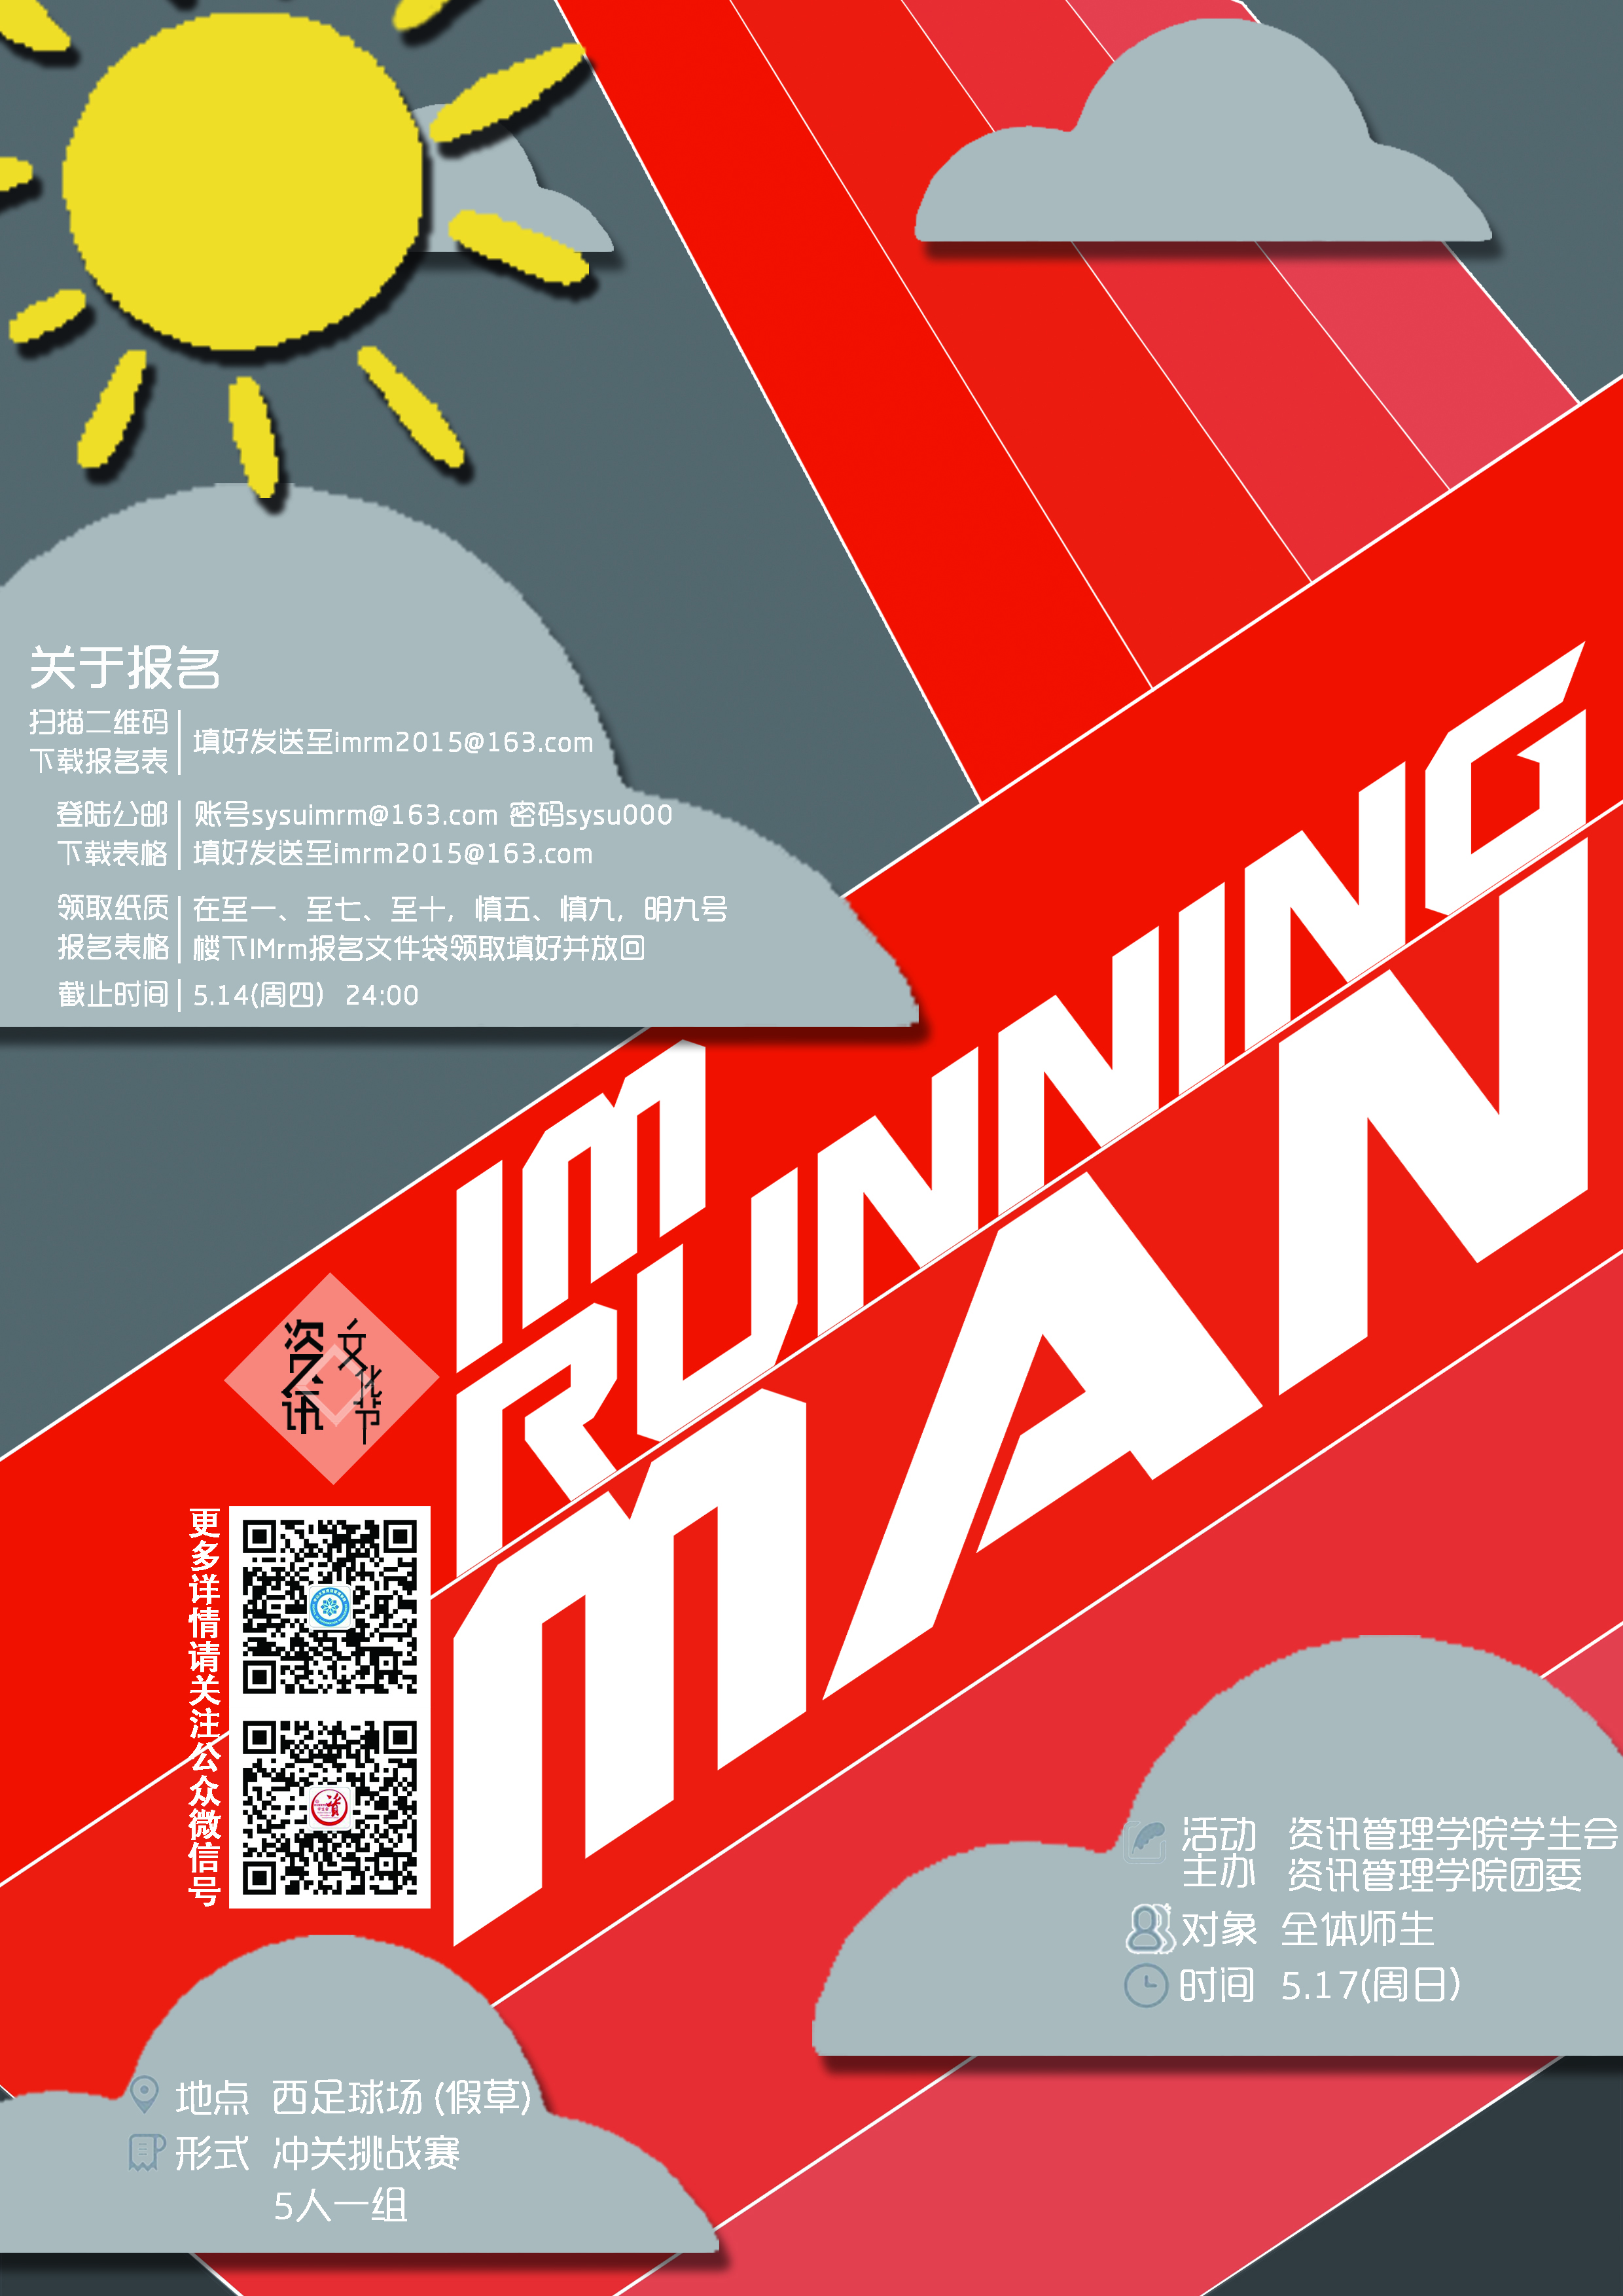 关于报名
扫描二维码
下载报名表
填好发送至imrm2015@163.com
登陆公邮
下载表格
账号sysuimrm@163.com 密码sysu000
填好发送至imrm2015@163.com
领取纸质
报名表格
在至一、至七、至十，慎五、慎九，明九号
楼下IMrm报名文件袋领取填好并放回
截止时间
5.14(周四) 24:00
IM
RUNNING
MAN
资讯
文化节
更多详情请关注公众微信号
活动
主办
资讯管理学院学生会
资讯管理学院团委
对象 全体师生
时间 5.17(周日)
地点 西足球场 (假草)
形式 冲关挑战赛
5人一组